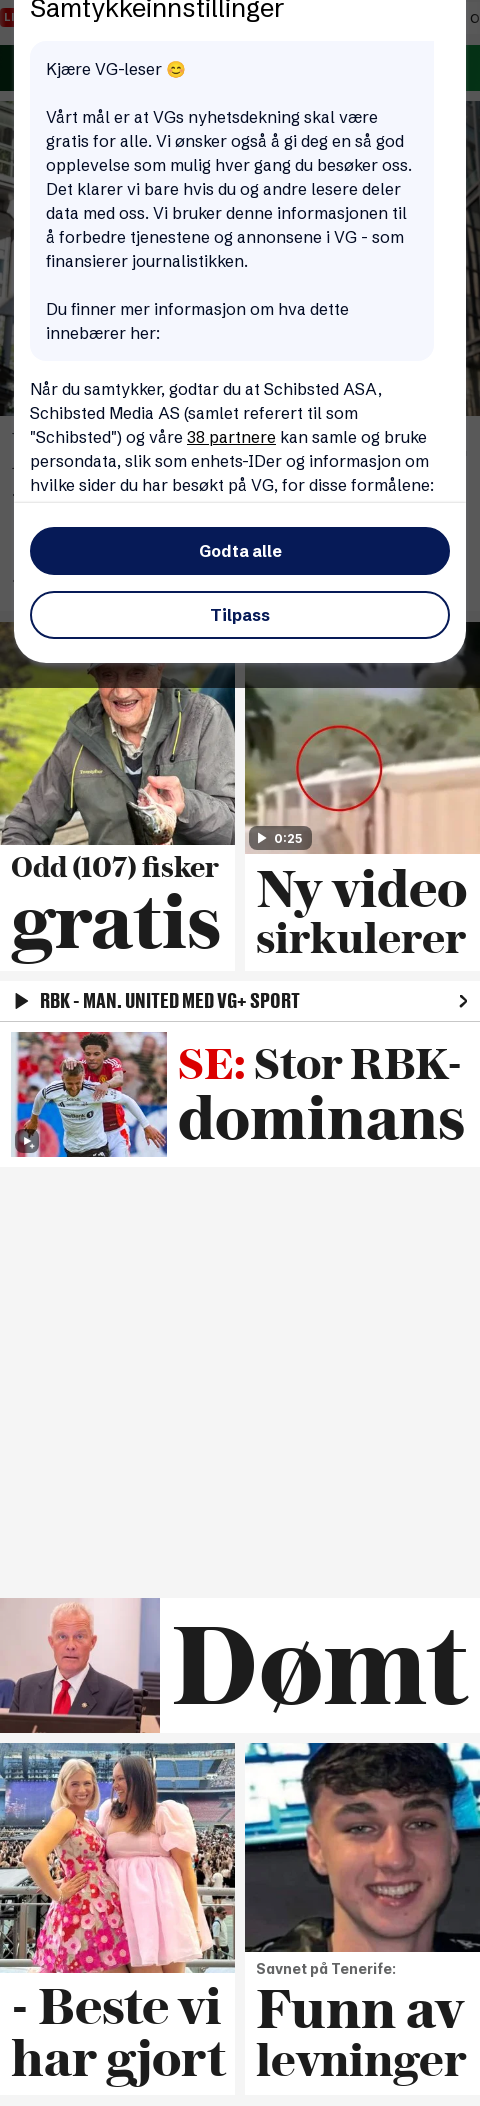 Samtykkeinnstillinger
Kjære VG-leser 😊
Vårt mål er at VGs nyhetsdekning skal være
gratis for alle. Vi ønsker også å gi deg en så god
opplevelse som mulig hver gang du besøker oss.
Det klarer vi bare hvis du og andre lesere deler
data med oss. Vi bruker denne informasjonen til
å forbedre tjenestene og annonsene i VG - som
finansierer journalistikken.
Du finner mer informasjon om hva dette
innebærer her:
Når du samtykker, godtar du at Schibsted ASA,
Schibsted Media AS (samlet referert til som
"Schibsted") og våre 38 partnere kan samle og bruke
persondata, slik som enhets-IDer og informasjon om
hvilke sider du har besøkt på VG, for disse formålene:
Godta alle
Tilpass
Odd (107) fisker
gratis
0:25
Ny video
sirkulerer
RBK - MAN. UNITED MED VG+ SPORT
SE: Stor RBK-
dominans
Dømt
- Beste vi
har gjort
Savnet på Tenerife:
Funn av
levninger